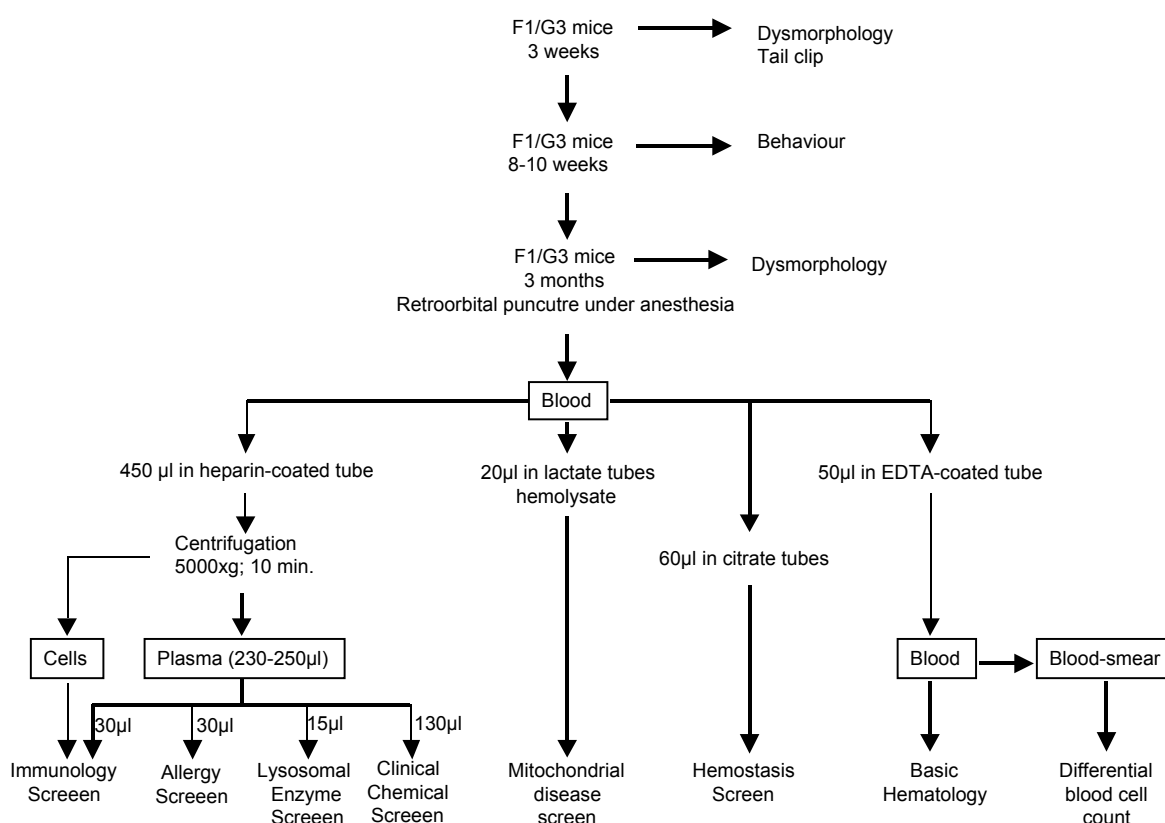 F1/G3 mice
3 weeks
Dysmorphology
Tail clip
F1/G3 mice
8-10 weeks
Behaviour
F1/G3 mice
3 months
Retroorbital puncutre under anesthesia
Dysmorphology
Blood
450 µl in heparin-coated tube
20µl in lactate tubes
hemolysate
50µl in EDTA-coated tube
Centrifugation
5000xg; 10 min.
60µl in citrate tubes
Cells
Plasma (230-250µl)
Blood
Blood-smear
30µl
30µl
15µl
130µl
Immunology
Screeen
Allergy
Screeen
Lysosomal
Enzyme
Screeen
Clinical
Chemical
Screeen
Mitochondrial
disease
screen
Hemostasis
Screen
Basic
Hematology
Differential
blood cell
count